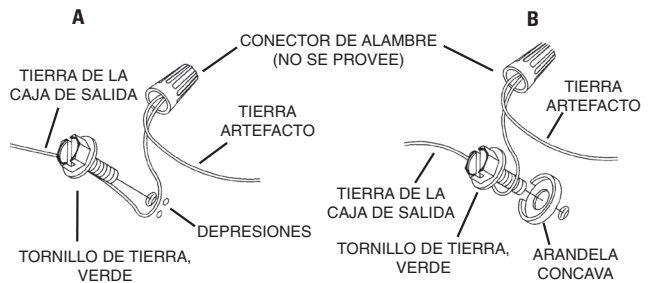 A
CONECTOR DE ALAMBRE
(NO SE PROVEE)
TIERRA DE LA
CAJA DE SALIDA
TIERRA
ARTEFACTO
DEPRESIONES
TORNILLO DE TIERRA,
VERDE
B
TIERRA
ARTEFACTO
TIERRA DE LA
CAJA DE SALIDA
TORNILLO DE TIERRA,
VERDE
ARANDELA
CONCAVA